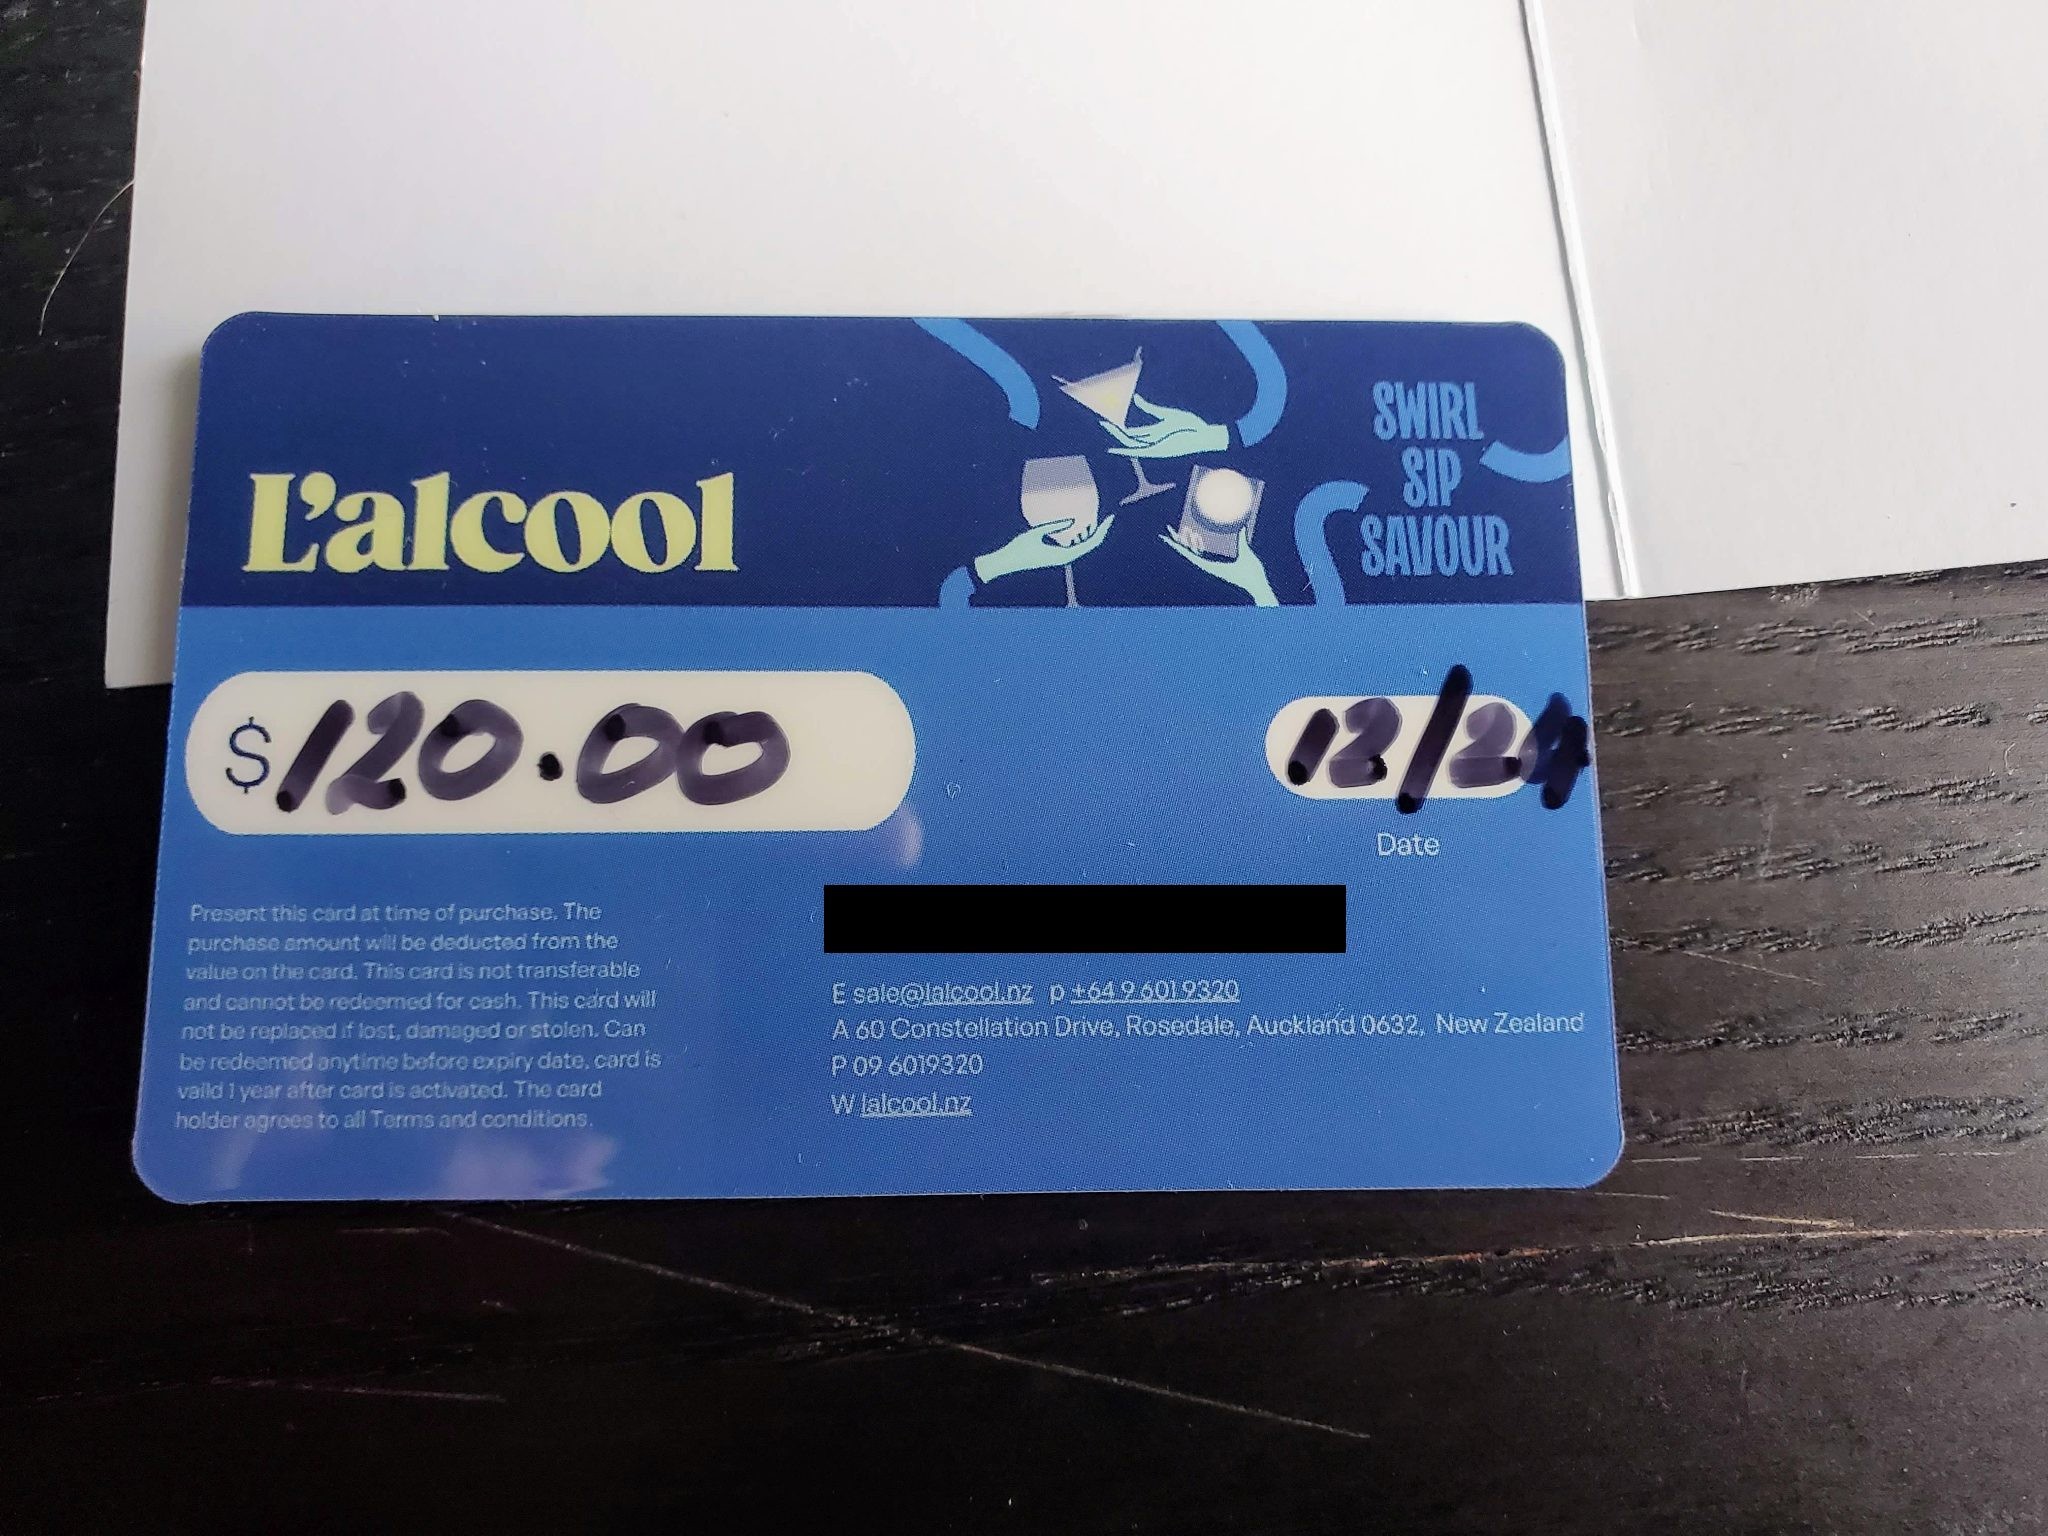 L'alcool
SWIRL
SIP
SAVOUR
$120.00
12/24
Date
Present this card at time of purchase. The
purchase amount will be deducted from the
value on the card. This card is not transferable
and cannot be redeemed for cash. This card will
not be replaced if lost, damaged or stolen. Can
be redeemed anytime before expiry date, card is
vaild 1 year after card is activated. The card
holder agrees to all Terms and conditions.
E sale@lalcool.nz p +64 9 601 9320
A 60 Constellation Drive, Rosedale, Auckland 0632, New Zealand
P 09 6019320
W lalcool.nz